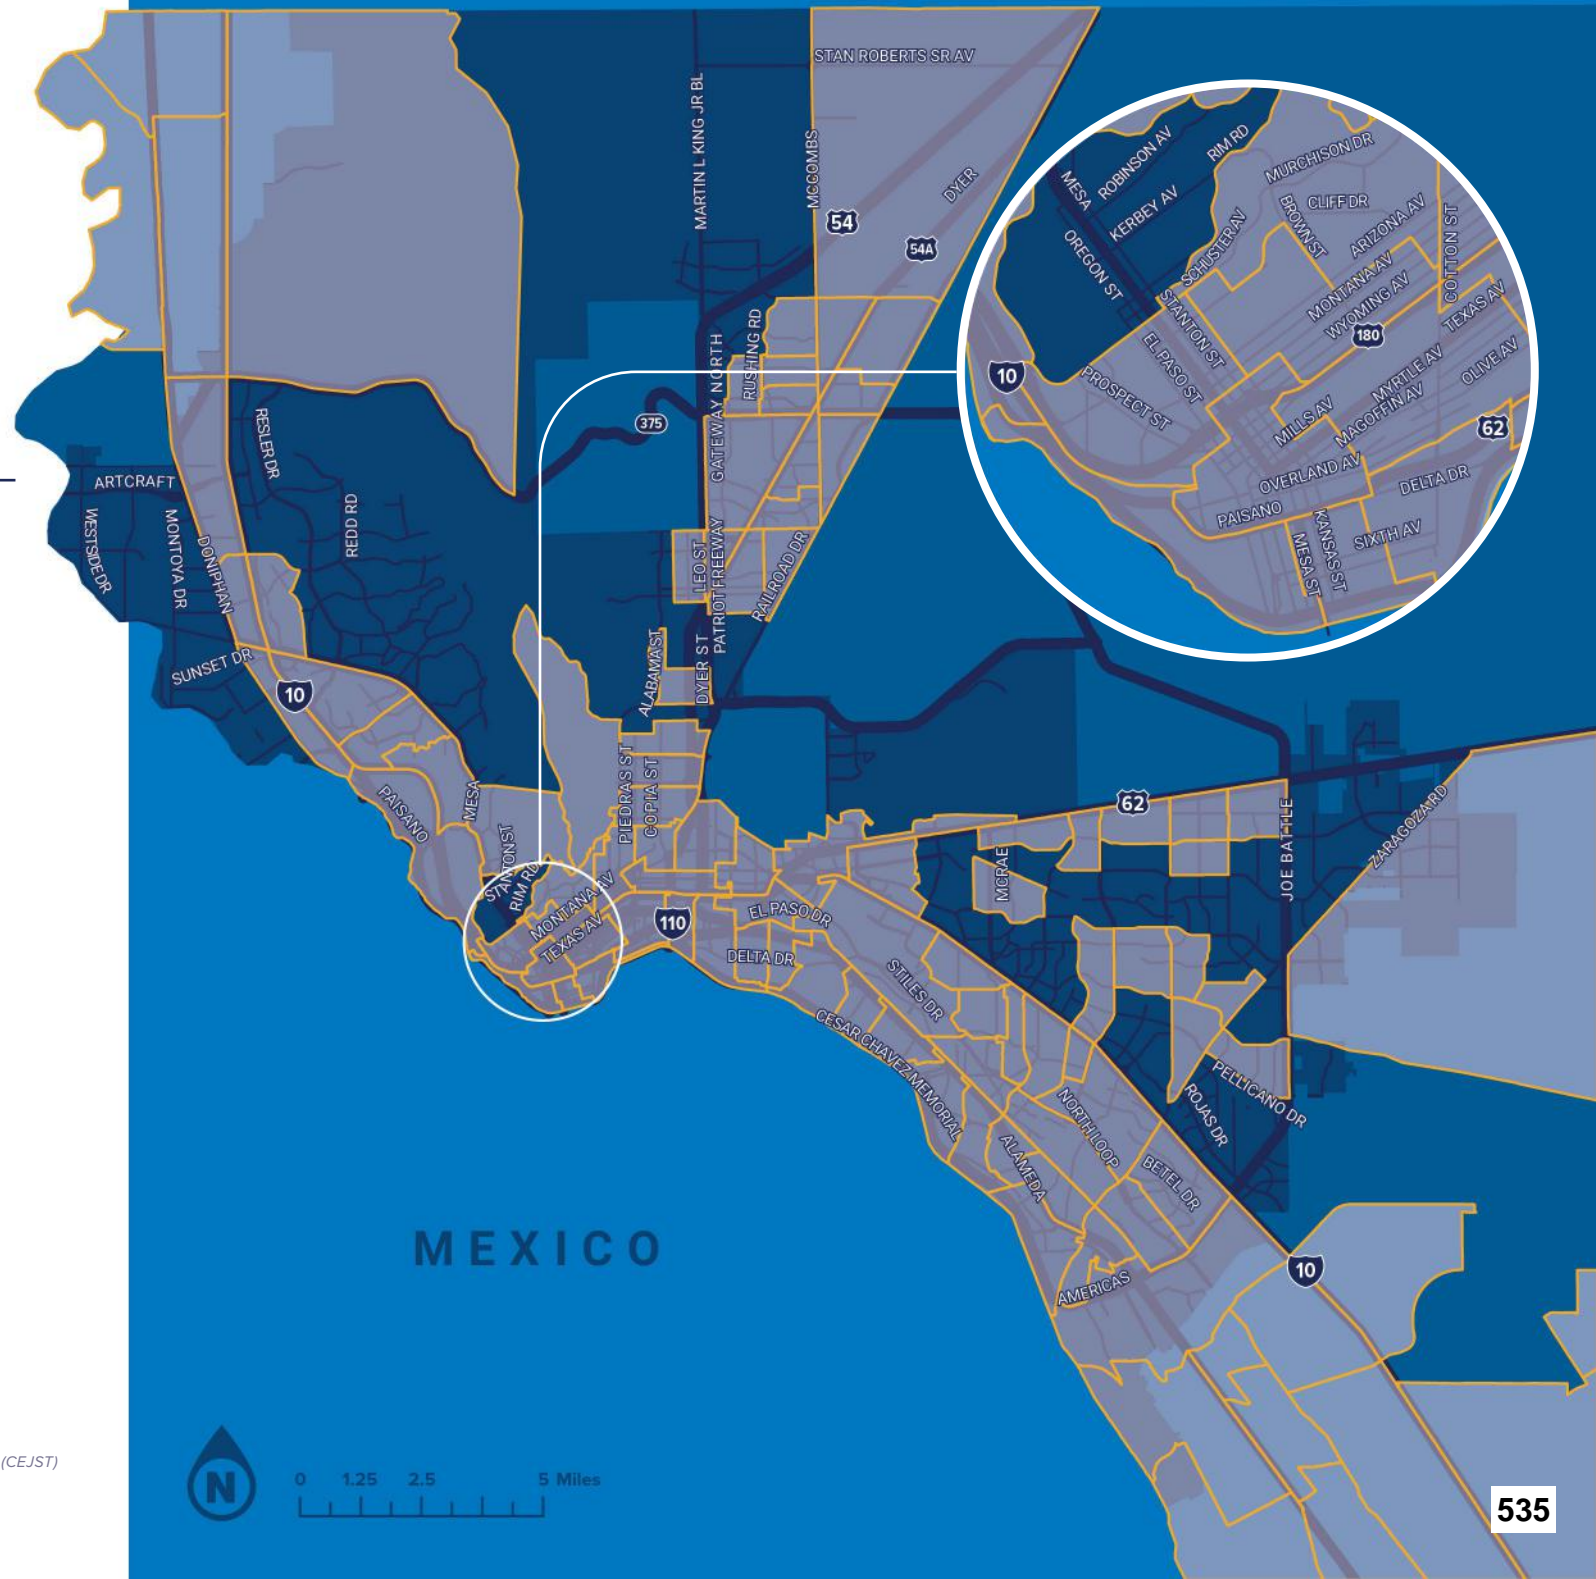 STAN ROBERTS SR AV
MARTIN L KING JR BL
MCCOMBS
DYER
54
54A
RUSHING RD
GATEWAY NORTH
375
RESLER DR
REDD RD
ARTCRAFT
WESTSIDE DR
MONTOYA DR
DONIPHAN
SUNSET DR
10
LEO ST
PATRIOT FREEWAY
RAILROAD DR
ALABAMA ST
DYER ST
PIEDRAS ST
COPIA ST
PAISANO
MESA
STANTON ST
RIM RD
MONTANA AV
TEXAS AV
110
EL PASO DR
DELTA DR
62
MCRAE
JOE BATTLE
ZARAGOZA RD
STILES DR
CESAR CHAVEZ MEMORIAL
PELLICANO DR
ROJAS DR
NORTH LOOP
BETEL DR
ALAMEDA
AMERICAS
10
MESA
ROBINSON AV
RIM RD
KERBEY AV
OREGON ST
SCHUSTER AV
MURCHISON DR
CLIFF DR
BROWN ST
ARIZONA AV
COTTON ST
MONTANA AV
WYOMING AV
180
TEXAS AV
STANTON ST
EL PASO ST
10
PROSPECT ST
MYRTLE AV
OLIVE AV
MILLS AV
MAGOFFIN AV
62
OVERLAND AV
DELTA DR
PAISANO
MESA ST
KANSAS ST
SIXTH AV
MEXICO
(CEJST)
N
0 1.25 2.5 5 Miles
535